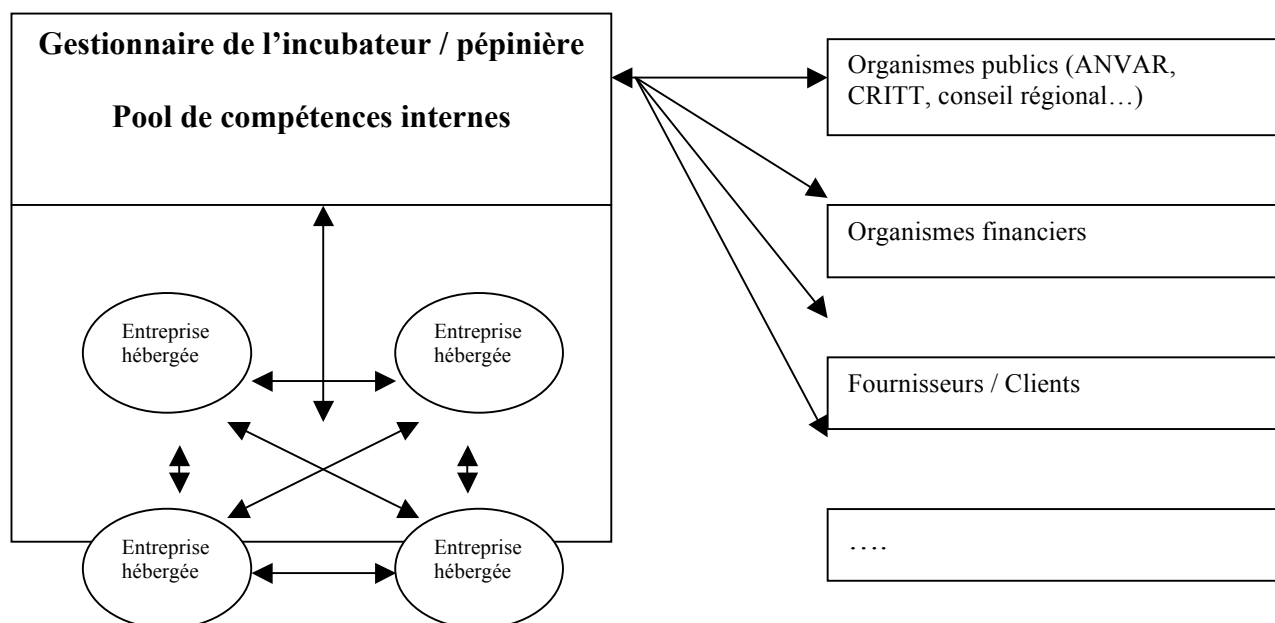 Gestionnaire de l’incubateur / pépinière
Pool de compétences internes
Organismes publics (ANVAR,
CRITT, conseil régional…)
Organismes financiers
Fournisseurs / Clients
….
Entreprise
hébergée
Entreprise
hébergée
Entreprise
hébergée
Entreprise
hébergée